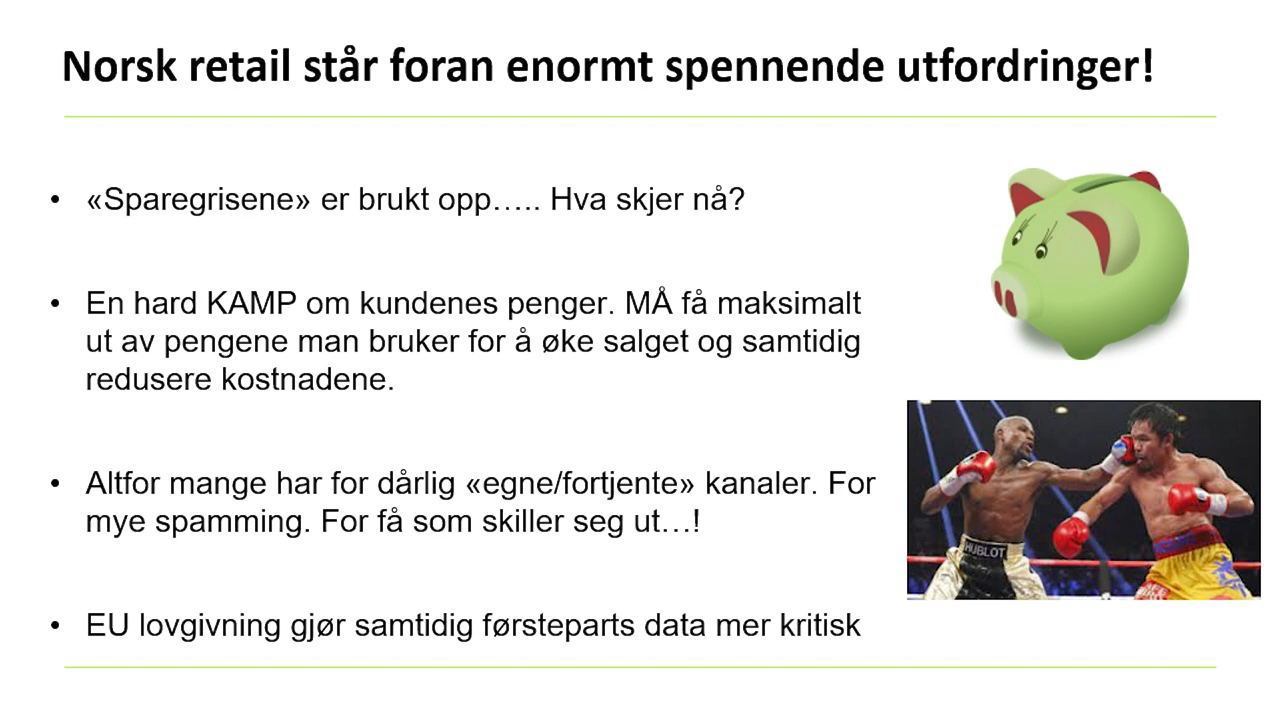 Norsk retail står foran enormt spennende utfordringer!
• «Sparegrisene» er brukt opp….. Hva skjer nå?
• En hard KAMP om kundenes penger. MÅ få maksimalt
ut av pengene man bruker for å øke salget og samtidig
redusere kostnadene.
• Altfor mange har for dårlig «egne/fortjente» kanaler. For
mye spamming. For få som skiller seg ut…!
• EU lovgivning gjør samtidig førsteparts data mer kritisk
HUBLOT